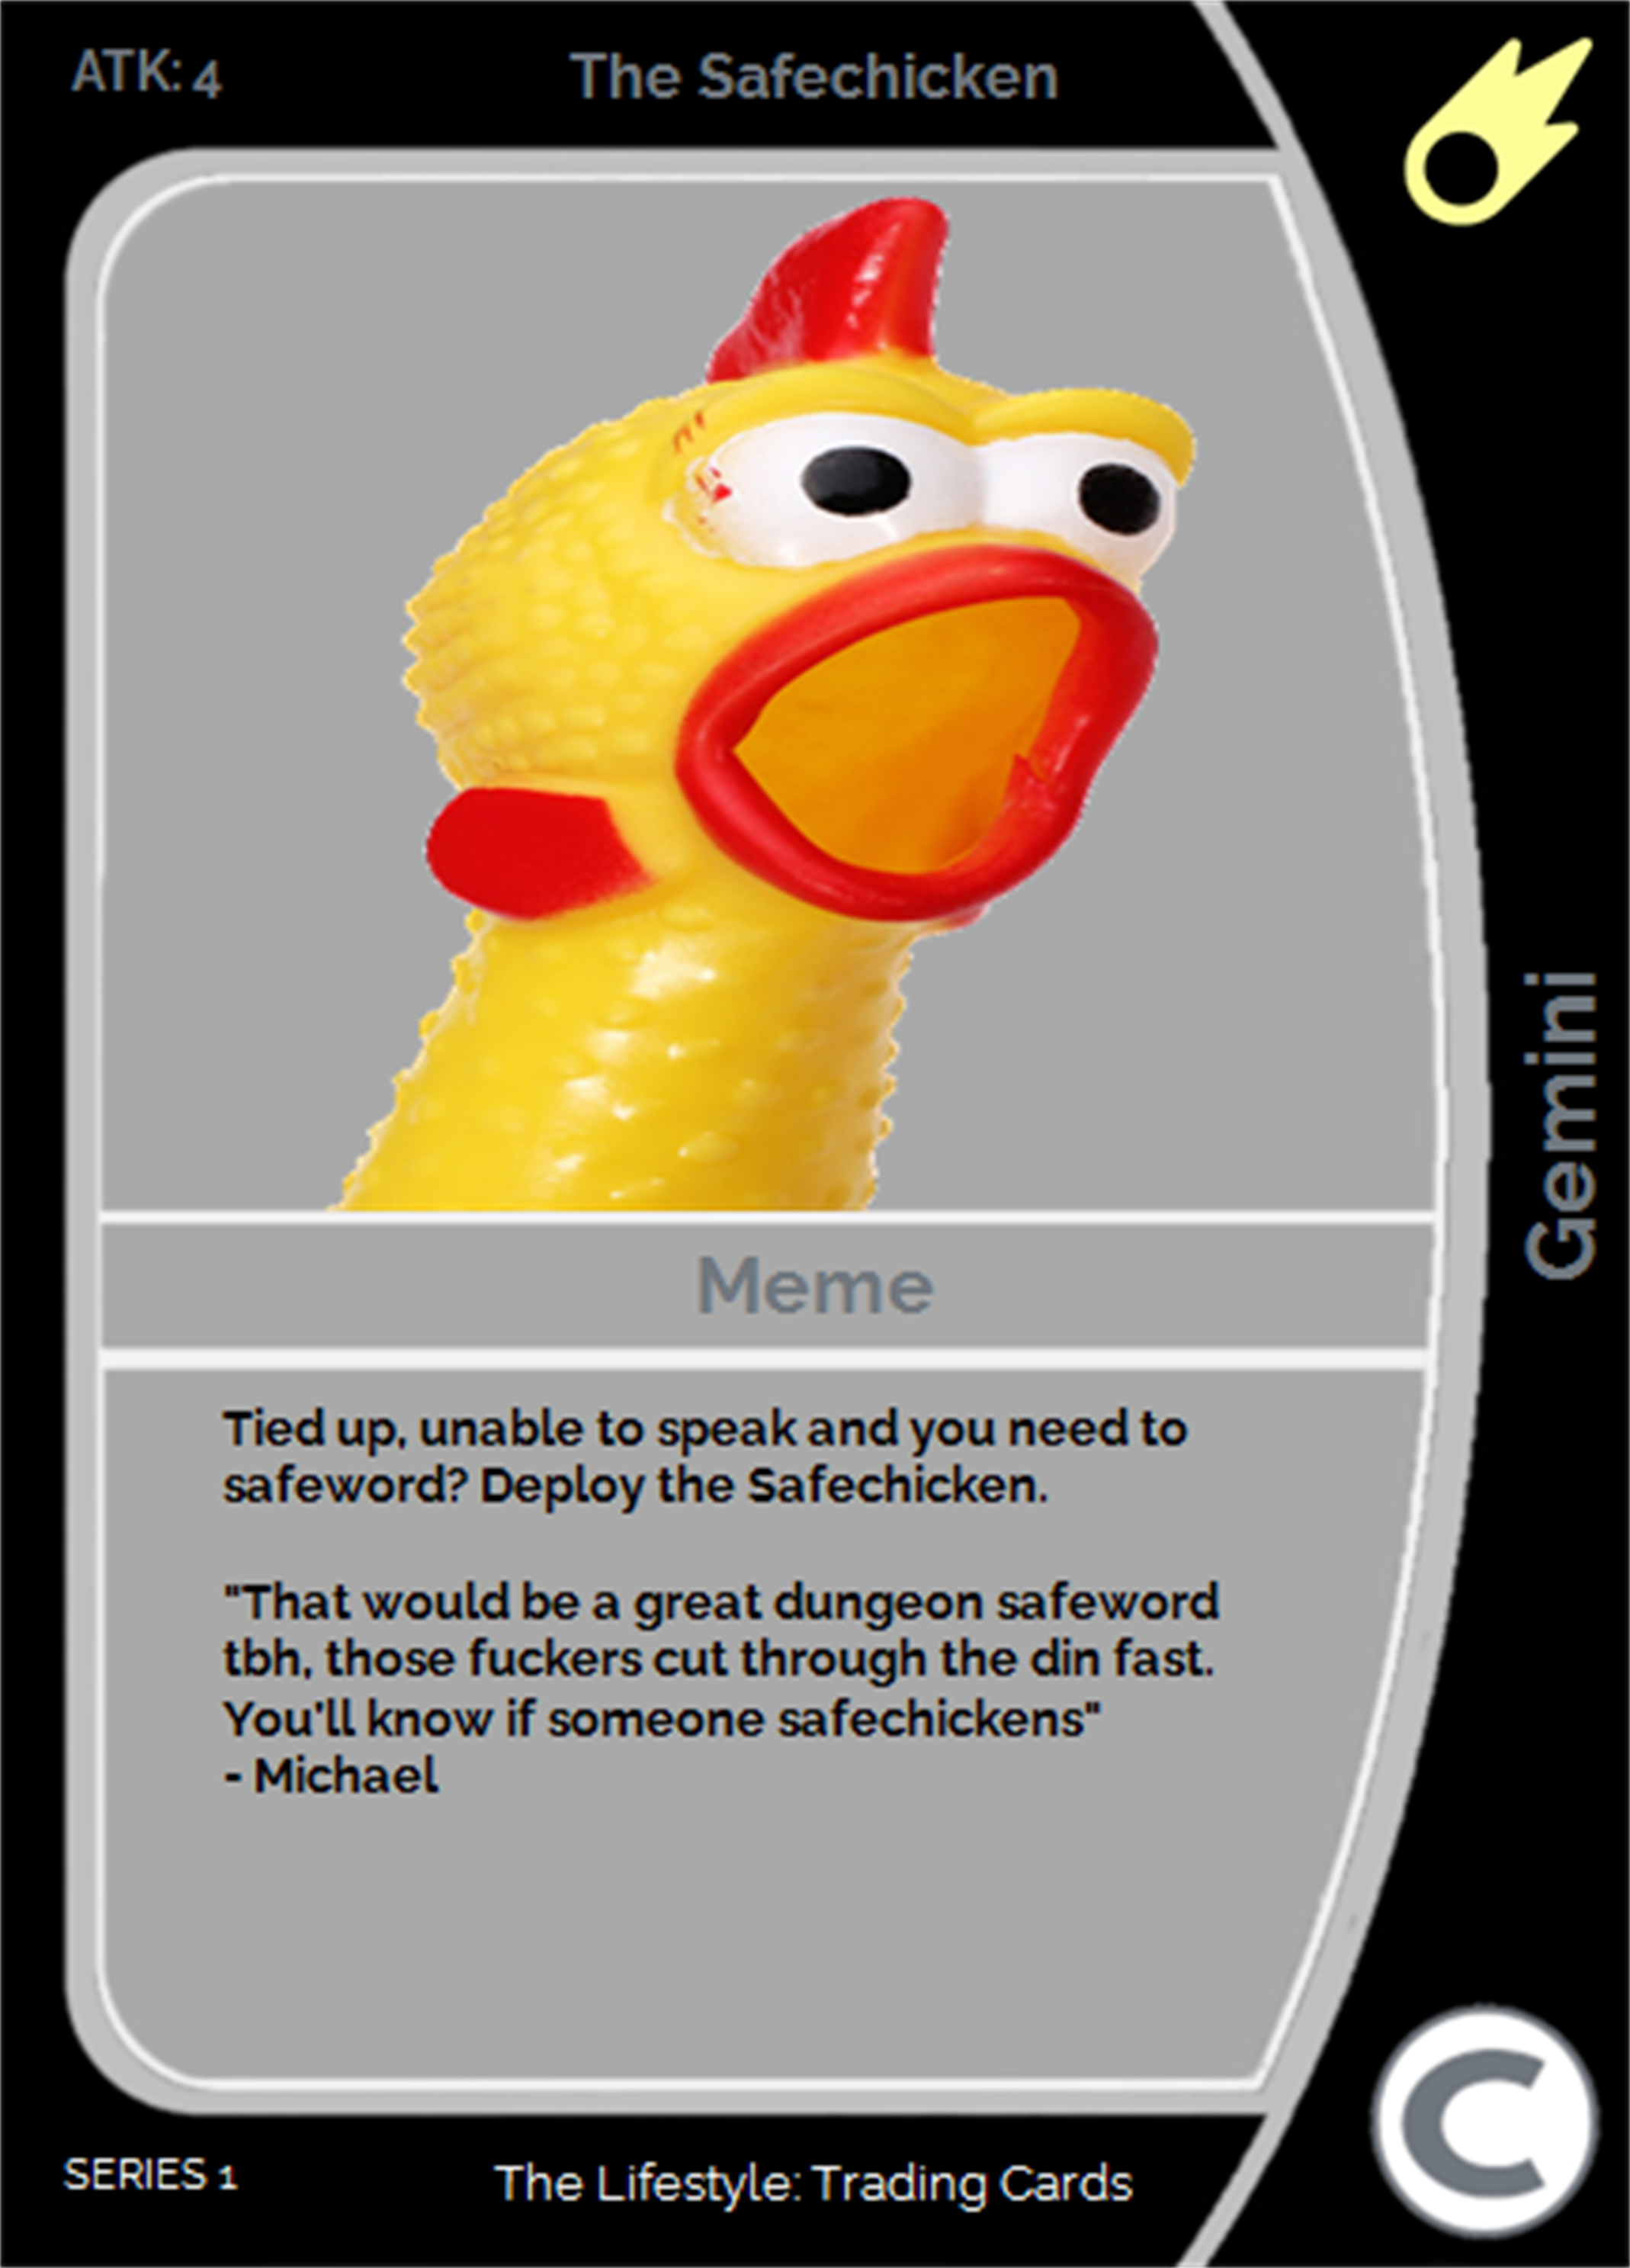 ATK: 4
The Safechicken
Gemini
Meme
Tied up, unable to speak and you need to
safeword? Deploy the Safechicken.
"That would be a great dungeon safeword
tbh, those fuckers cut through the din fast.
You'll know if someone safechickens"
- Michael
C
SERIES 1
The Lifestyle: Trading Cards